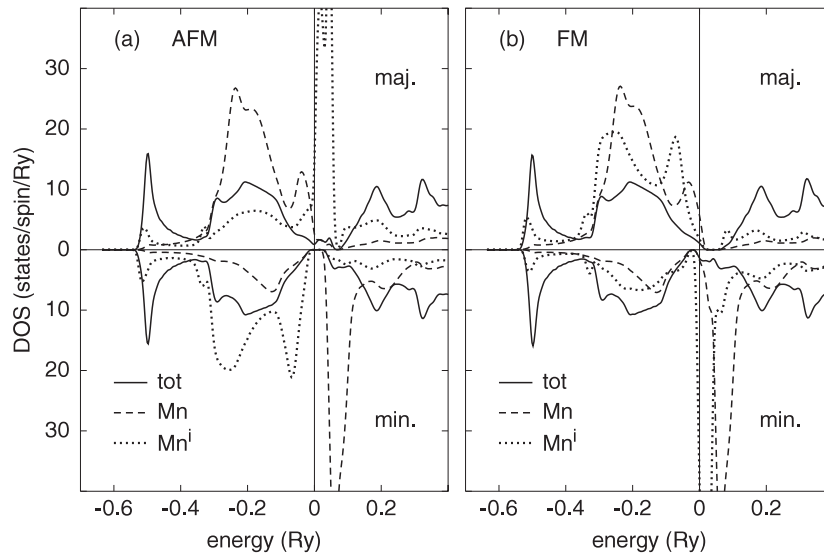 (a) AFM
(b) FM
maj.
maj.
30
20
10
0
10
20
30
DOS (states/spin/Ry)
tot
Mn
Mnⁱ
min.
tot
Mn
Mnⁱ
min.
-0.6 -0.4 -0.2 0 0.2
-0.6 -0.4 -0.2 0 0.2
energy (Ry)
energy (Ry)